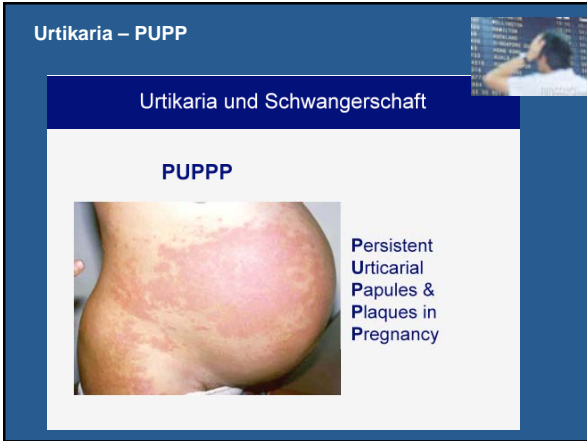 Urtikaria – PUPP
Urtikaria und Schwangerschaft
PUPPP
Persistent
Urticarial
Papules &
Plaques in
Pregnancy